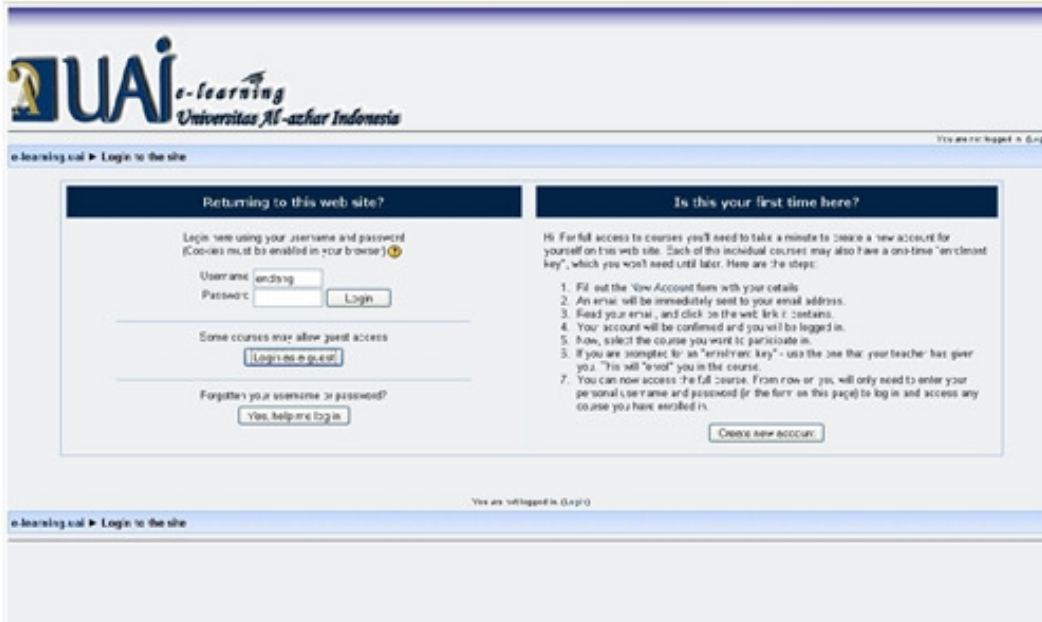 UAI e-learning
Universitas Al-azhar Indonesia
You are not logged in. (Log
e-learning.uai ► Login to the site
Returning to this web site?
Login here using your username and password
(Cookies must be enabled in your browser) ?
Username endang
Password Login
Some courses may allow guest access
Login as a guest
Forgotten your username or password?
Yes, help me log in
Is this your first time here?
Hi. For full access to courses you'll need to take a minute to create a new account for
yourself on this web site. Each of the individual courses may also have a one-time "enrolment
key", which you won't need until later. Here are the steps:
1. Fill out the New Account form with your details
2. An email will be immediately sent to your email address.
3. Read your email, and click on the web link it contains.
4. Your account will be confirmed and you will be logged in.
5. Now, select the course you want to participate in.
6. If you are prompted for an "enrolment key" - use the one that your teacher has given
you. This will "enrol" you in the course.
7. You can now access the full course. From now on you will only need to enter your
personal username and password (in the form on this page) to log in and access any
course you have enrolled in.
Create new account
You are not logged in. (Login)
e-learning.uai ► Login to the site